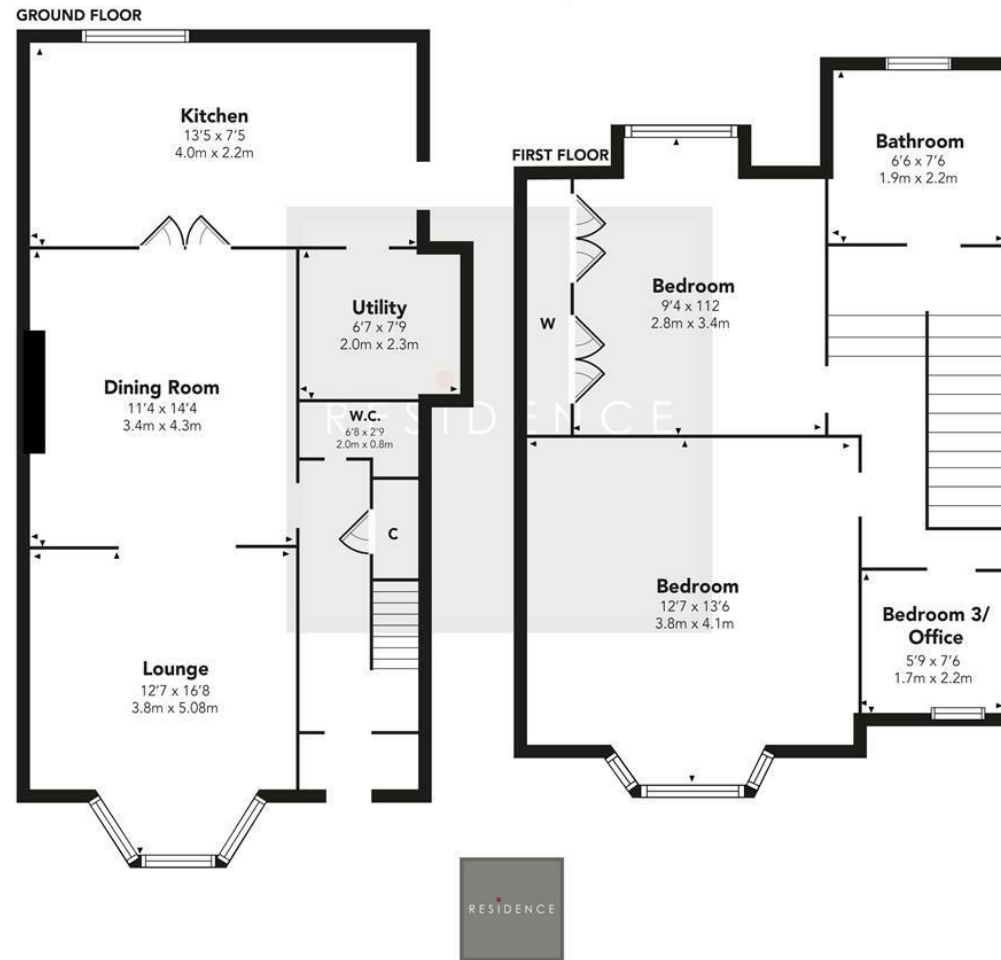 GROUND FLOOR
Kitchen
13'5 x 7'5
4.0m x 2.2m
Utility
6'7 x 7'9
2.0m x 2.3m
Dining Room
11'4 x 14'4
3.4m x 4.3m
W.C.
6'8 x 2'9
2.0m x 0.8m
C
Lounge
12'7 x 16'8
3.8m x 5.08m
FIRST FLOOR
Bathroom
6'6 x 7'6
1.9m x 2.2m
Bedroom
9'4 x 112
2.8m x 3.4m
W
Bedroom
12'7 x 13'6
3.8m x 4.1m
Bedroom 3/
Office
5'9 x 7'6
1.7m x 2.2m
RESIDENCE
RESIDENCE